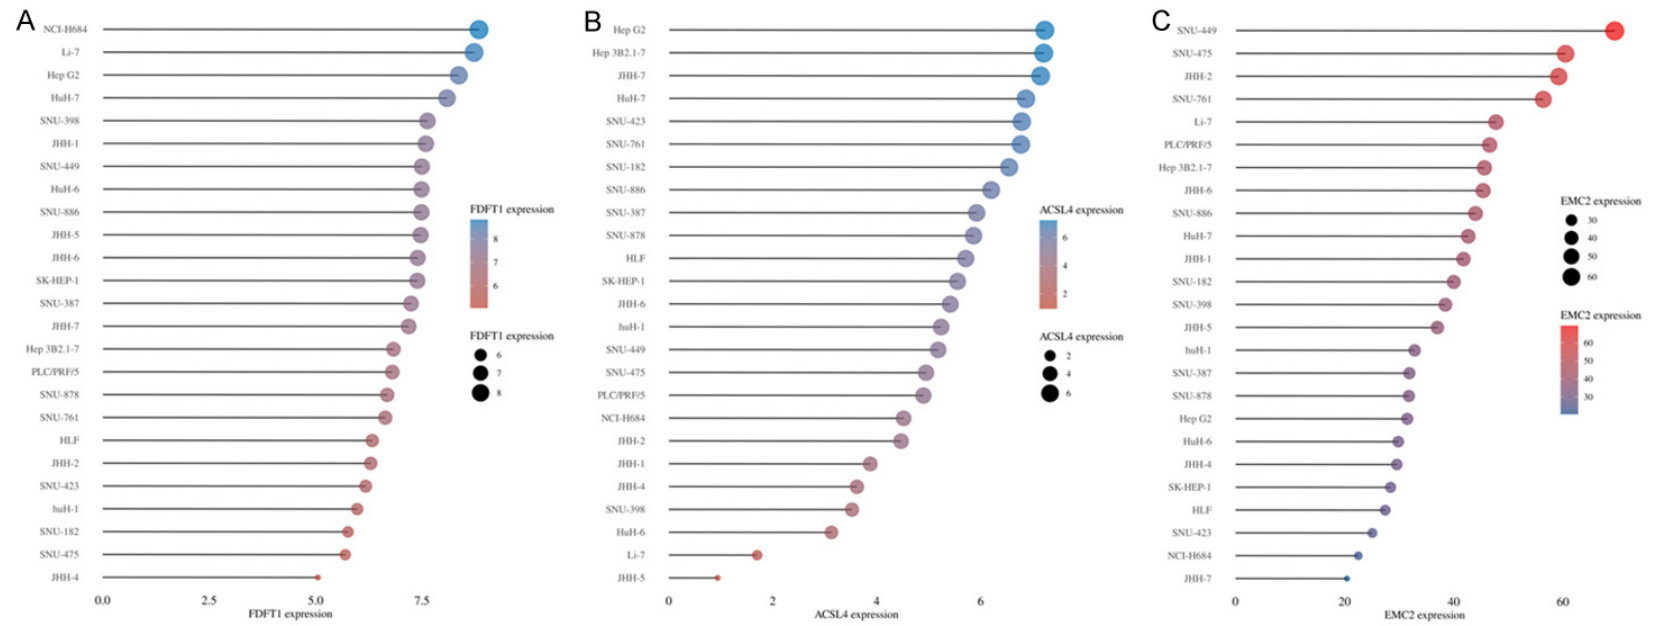 A
NCI-H684
Li-7
Hep G2
HuH-7
SNU-398
JHH-1
SNU-449
HuH-6
SNU-886
JHH-5
JHH-6
SK-HEP-1
SNU-387
JHH-7
Hep 3B2.1-7
PLC/PRF/5
SNU-878
SNU-761
HLF
JHH-2
SNU-423
huH-1
SNU-182
SNU-475
JHH-4
0.0 2.5 5.0 7.5
FDFT1 expression
FDFT1 expression
8
7
6
FDFT1 expression
6
7
8
B
Hep G2
Hep 3B2.1-7
JHH-7
HuH-7
SNU-423
SNU-761
SNU-182
SNU-886
SNU-387
SNU-878
HLF
SK-HEP-1
JHH-6
huH-1
SNU-449
SNU-475
PLC/PRF/5
NCI-H684
JHH-2
JHH-1
JHH-4
SNU-398
HuH-6
Li-7
JHH-5
0 2 4 6
ACSL4 expression
ACSL4 expression
6
4
2
ACSL4 expression
2
4
6
C
SNU-449
SNU-475
JHH-2
SNU-761
Li-7
PLC/PRF/5
Hep 3B2.1-7
JHH-6
SNU-886
HuH-7
JHH-1
SNU-182
SNU-398
JHH-5
huH-1
SNU-387
SNU-878
Hep G2
HuH-6
JHH-4
SK-HEP-1
HLF
SNU-423
NCI-H684
JHH-7
0 20 40 60
EMC2 expression
EMC2 expression
30
40
50
60
EMC2 expression
60
50
40
30